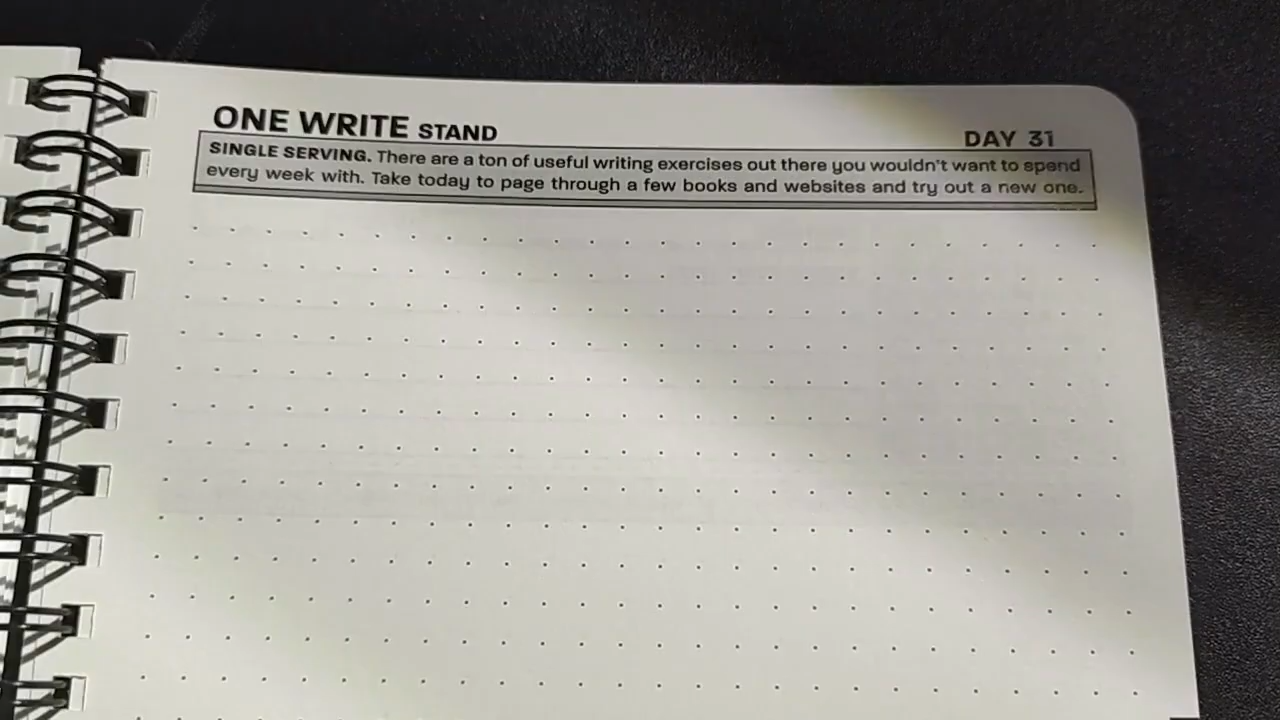 ONE WRITE STAND
DAY 31
SINGLE SERVING. There are a ton of useful writing exercises out there you wouldn't want to spend
every week with. Take today to page through a few books and websites and try out a new one.